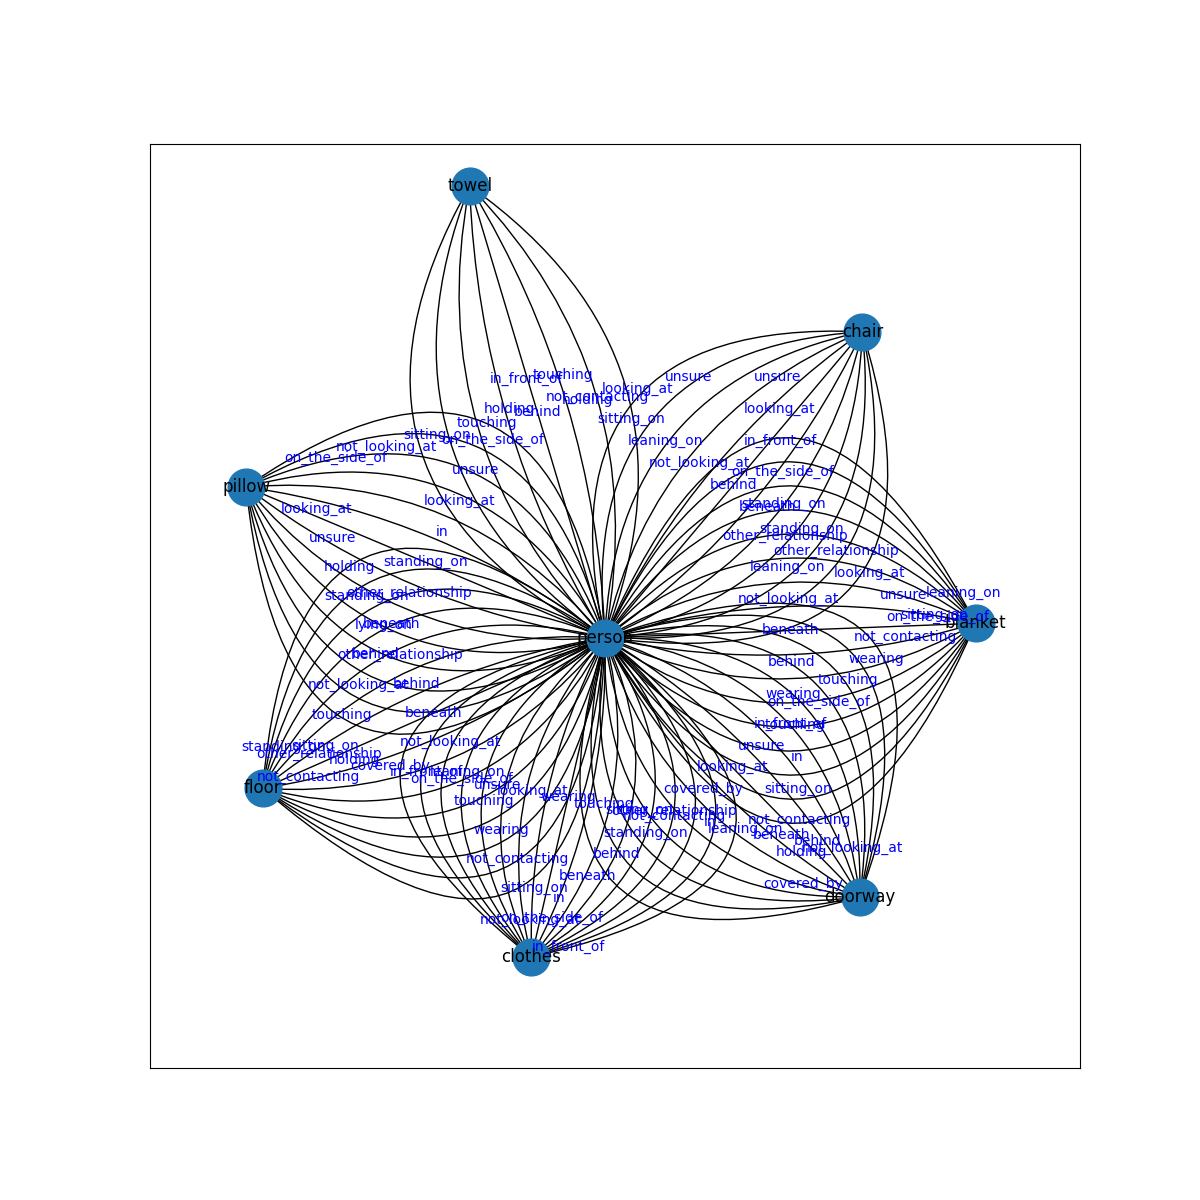 towel
chair
in_front_of
touching
unsure
unsure
looking_at
not_contacting
holding
holding
behind
looking_at
touching
sitting_on
sitting_on
on_the_side_of
leaning_on
in_front_of
not_looking_at
on_the_side_of
unsure
not_looking_at
on_the_side_of
behind
pillow
looking_at
standing_on
beneath
looking_at
in
standing_on
unsure
other_relationship
other_relationship
standing_on
holding
leaning_on
looking_at
other_relationship
standing_on
not_looking_at
unsure
leaning_on
lying_on
beneath
sitting_on
on_the_side_of
blanket
beneath
person
not_contacting
behind
other_relationship
behind
wearing
not_looking_at
behind
touching
wearing
on_the_side_of
touching
beneath
in_front_of
touching
not_looking_at
unsure
standing_on
sitting_on
other_relationship
holding
in
covered_by
looking_at
not_contacting
in_front_of
leaning_on
on_the_side_of
unsure
floor
looking_at
covered_by
sitting_on
touching
wearing
touching
sitting_on
other_relationship
not_contacting
in
not_contacting
wearing
standing_on
leaning_on
beneath
behind
holding
not_looking_at
not_contacting
behind
beneath
covered_by
sitting_on
in
doorway
not_looking_at
on_the_side_of
in_front_of
clothes